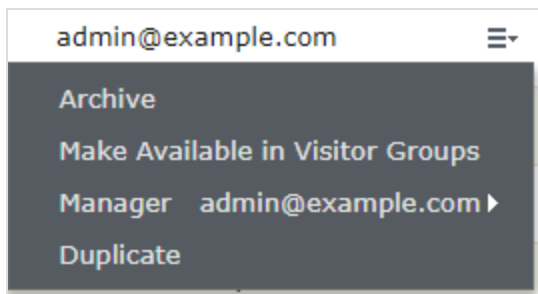 admin@example.com
Archive
Make Available in Visitor Groups
Manager admin@example.com
Duplicate